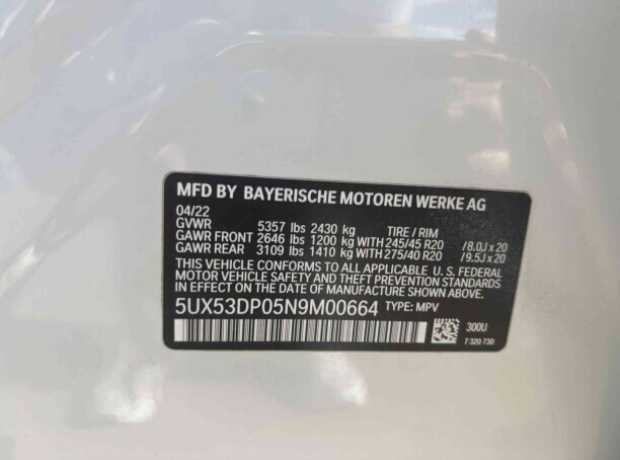 MFD BY BAYERISCHE MOTOREN WERKE AG
04/22
GVWR 5357 lbs 2430 kg TIRE / RIM
GAWR FRONT 2646 lbs 1200 kg WITH 245/45 R20 /8.0J x 20
GAWR REAR 3109 lbs 1410 kg WITH 275/40 R20 /9.5J x 20
THIS VEHICLE CONFORMS TO ALL APPLICABLE U.S. FEDERAL
MOTOR VEHICLE SAFETY AND THEFT PREVENTION STANDARDS
IN EFFECT ON THE DATE OF MANUFACTURE SHOWN ABOVE.
5UX53DP05N9M00664 TYPE: MPV
300U
7 320 730